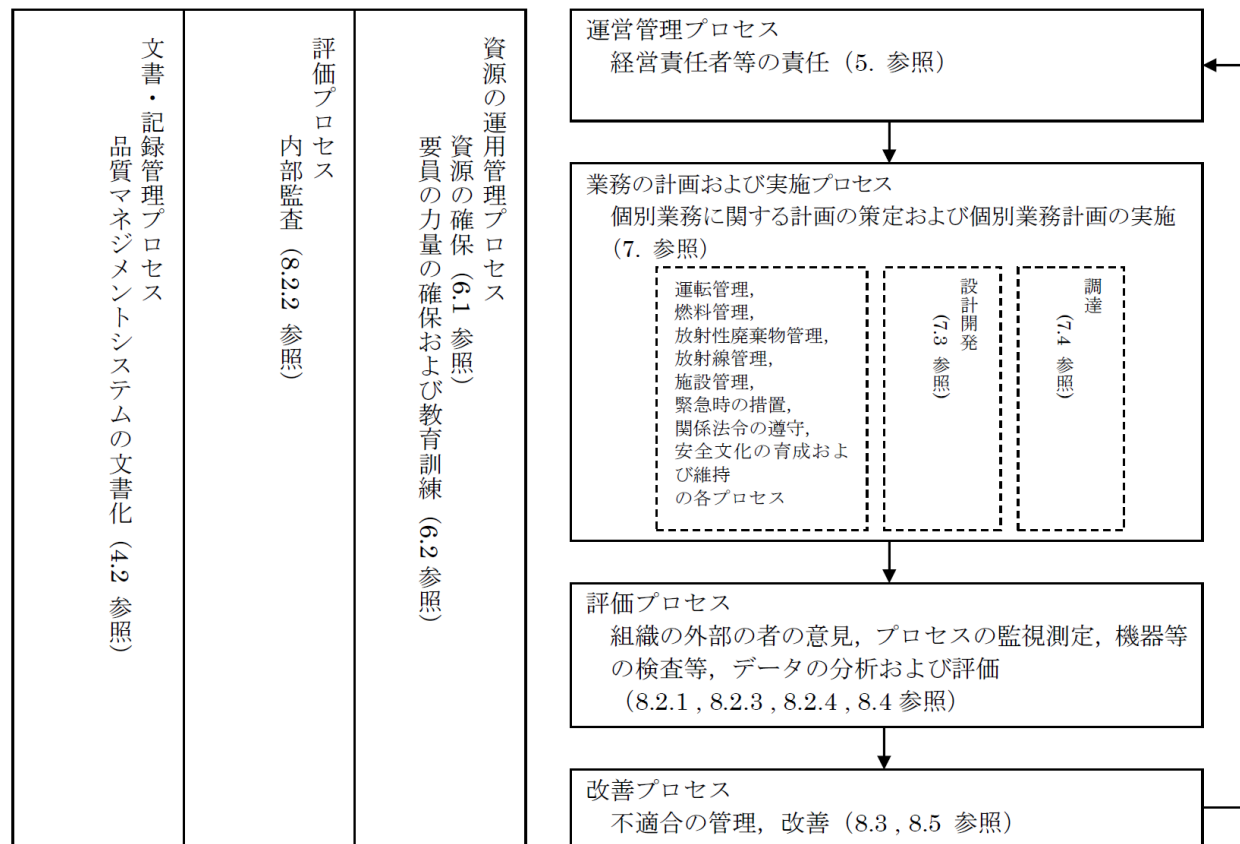 文書・記録管理プロセス
品質マネジメントシステムの文書化 (4.2 参照)
評価プロセス
内部監査 (8.2.2 参照)
資源の運用管理プロセス
資源の確保 (6.1 参照)
要員の力量の確保および教育訓練 (6.2 参照)
運営管理プロセス
経営責任者等の責任（5. 参照）
業務の計画および実施プロセス
個別業務に関する計画の策定および個別業務計画の実施
（7. 参照）
運転管理，
燃料管理，
放射性廃棄物管理，
放射線管理，
施設管理，
緊急時の措置，
関係法令の遵守，
安全文化の育成およ
び維持
の各プロセス
設計開発
(7.3 参照)
調達
(7.4 参照)
評価プロセス
組織の外部の者の意見，プロセスの監視測定，機器等
の検査等，データの分析および評価
（8.2.1 , 8.2.3 , 8.2.4 , 8.4 参照）
改善プロセス
不適合の管理，改善（8.3 , 8.5 参照）